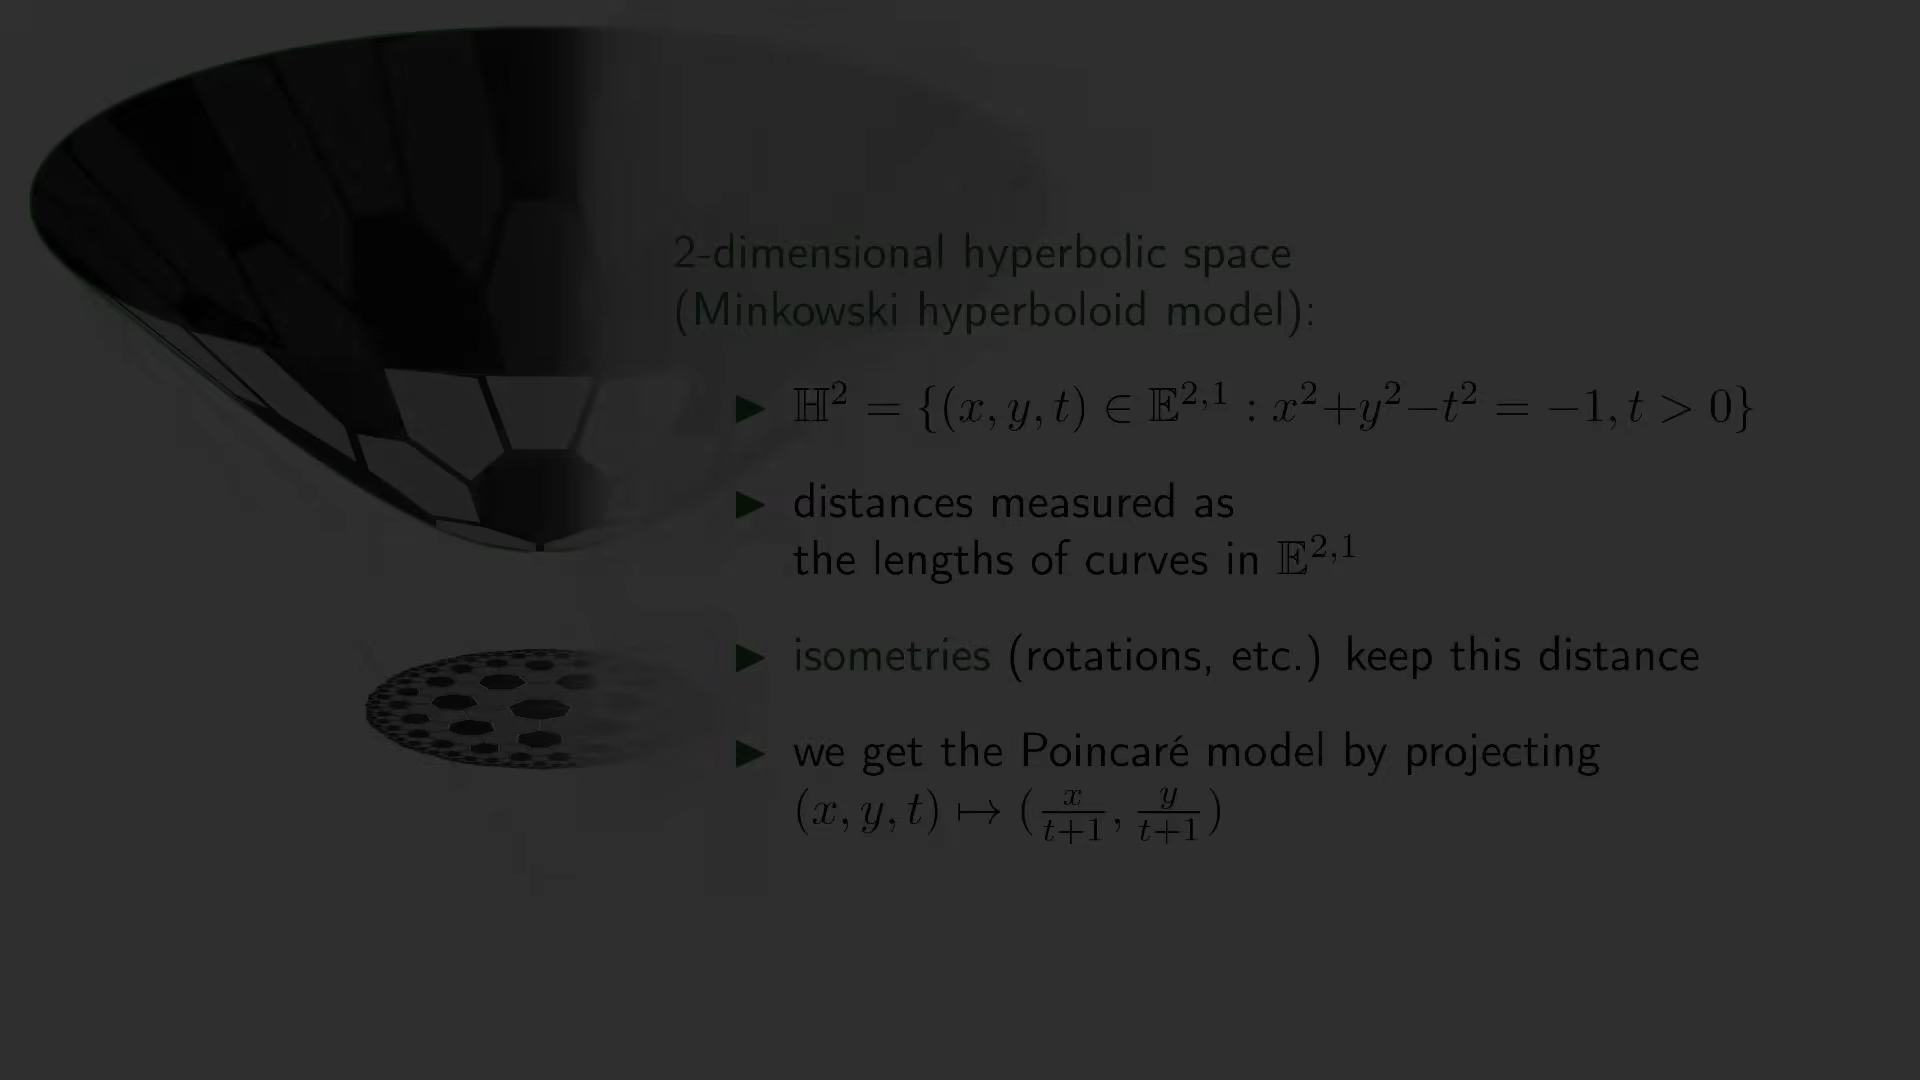 2-dimensional hyperbolic space
(Minkowski hyperboloid model):
▶ ℍ² = {(x, y, t) ∈ 𝔼²,¹ : x²+y²−t² = −1, t > 0}
▶ distances measured as
the lengths of curves in 𝔼²,¹
▶ isometries (rotations, etc.) keep this distance
▶ we get the Poincaré model by projecting
(x, y, t) ↦ (x/(t+1), y/(t+1))